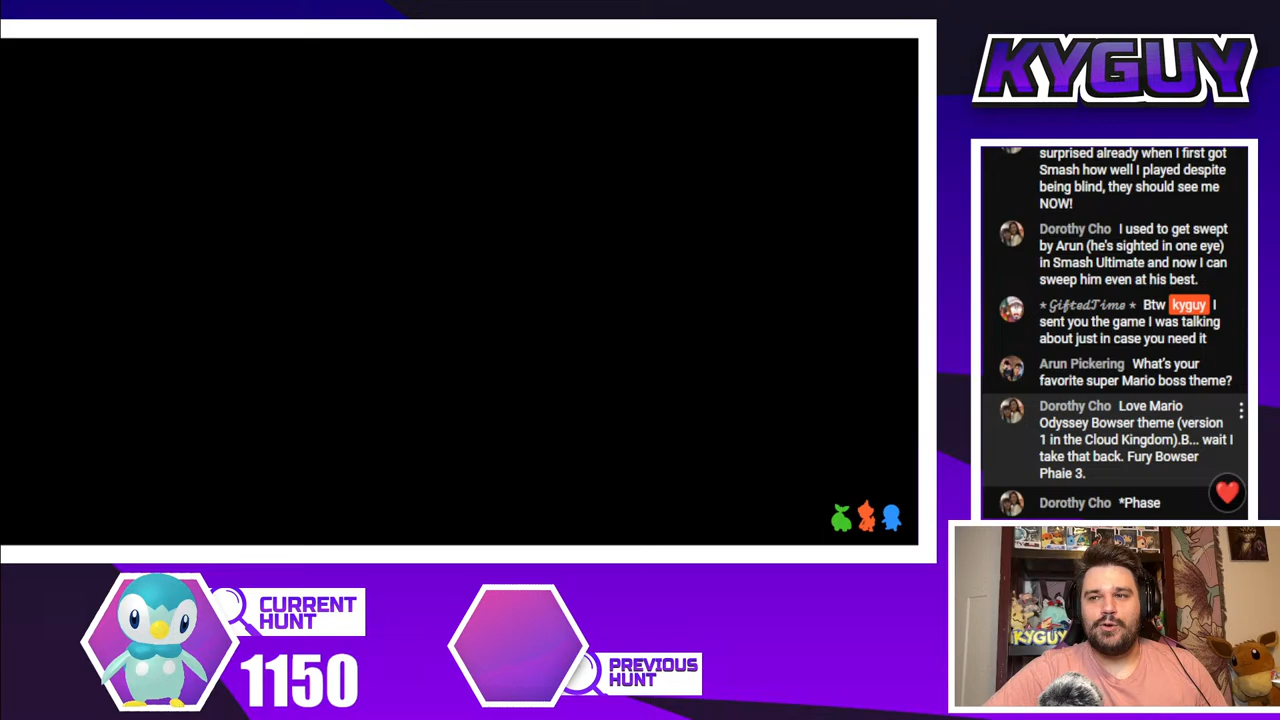 KYGUY
surprised already when I first got
Smash how well I played despite
being blind, they should see me
NOW!
Dorothy Cho I used to get swept
by Arun (he's sighted in one eye)
in Smash Ultimate and now I can
sweep him even at his best.
⋆ 𝓖𝓲𝓯𝓽𝓮𝓭𝓣𝓲𝓶𝓮 ⋆ Btw kyguy I
sent you the game I was talking
about just in case you need it
Arun Pickering What's your
favorite super Mario boss theme?
Dorothy Cho Love Mario
Odyssey Bowser theme (version
1 in the Cloud Kingdom).B... wait I
take that back. Fury Bowser
Phaie 3.
Dorothy Cho *Phase
CURRENT
HUNT
1150
PREVIOUS
HUNT
KYGUY